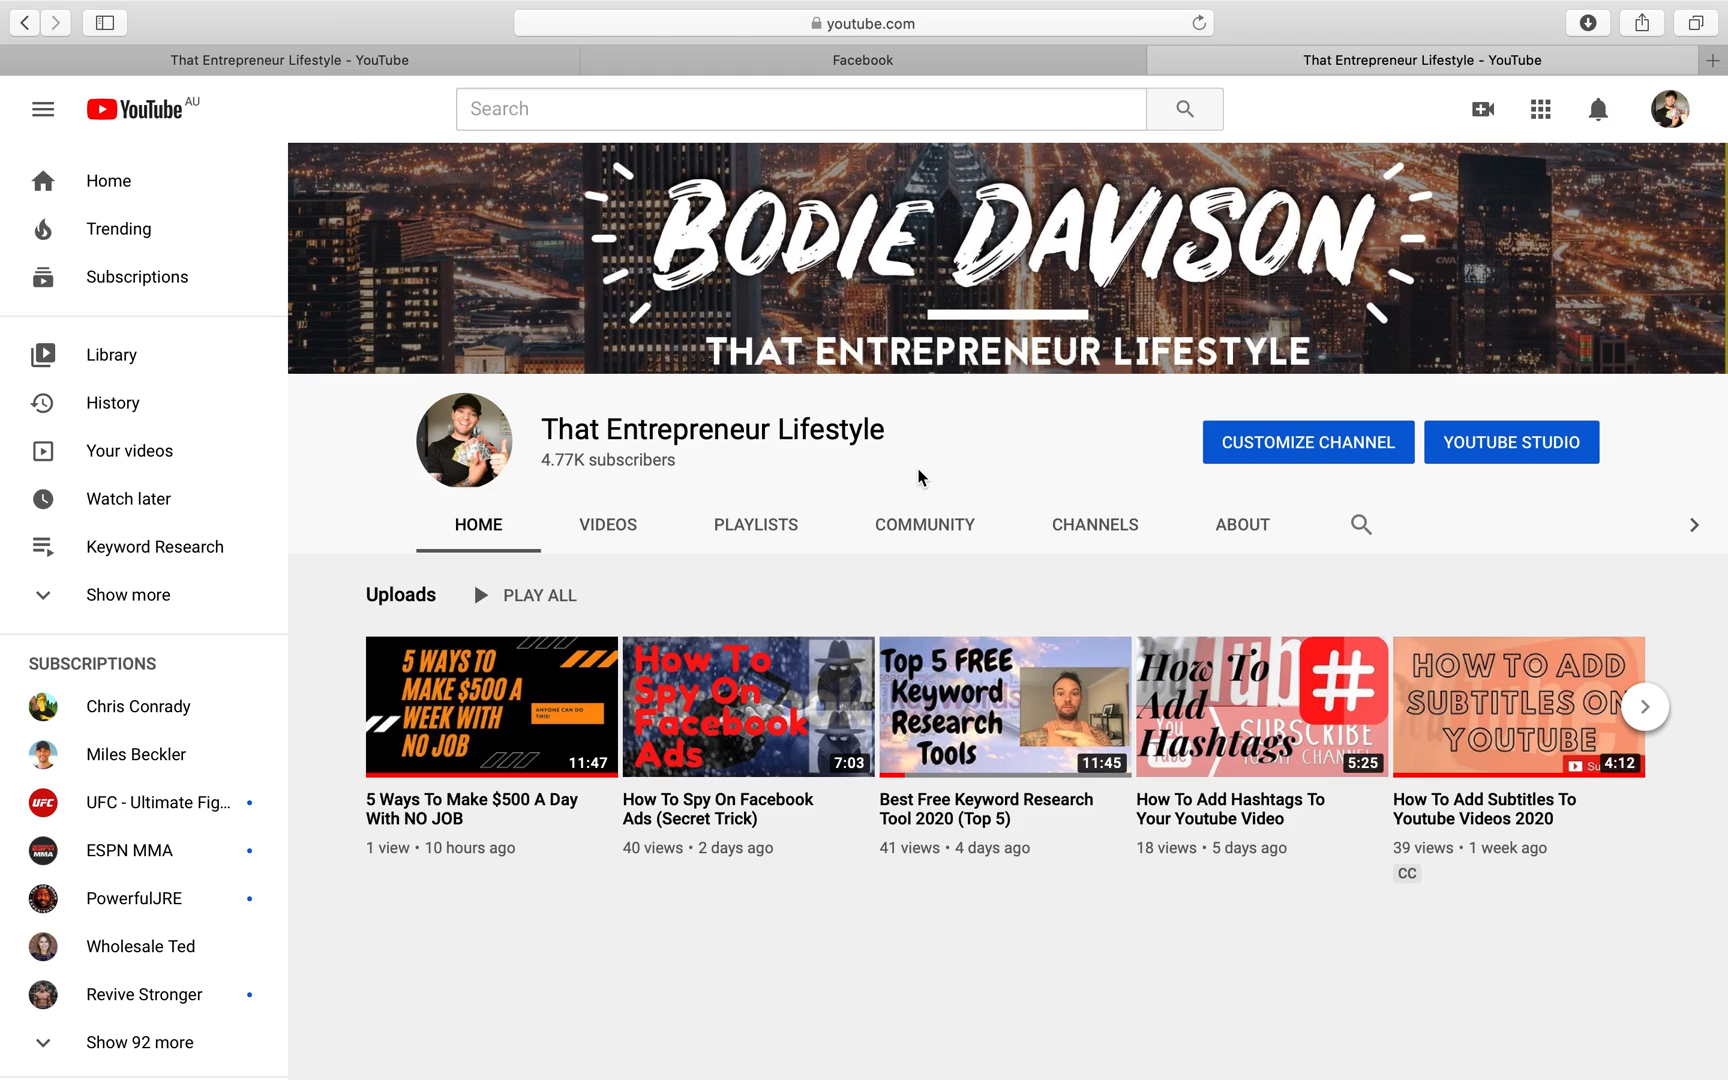 youtube.com
That Entrepreneur Lifestyle - YouTube
Facebook
That Entrepreneur Lifestyle - YouTube
YouTube AU
Search
Home
Trending
Subscriptions
Library
History
Your videos
Watch later
Keyword Research
Show more
SUBSCRIPTIONS
Chris Conrady
Miles Beckler
UFC
UFC - Ultimate Fig...
ESPN MMA
PowerfulJRE
Wholesale Ted
Revive Stronger
Show 92 more
BODIE DAVISON
THAT ENTREPRENEUR LIFESTYLE
CNA
That Entrepreneur Lifestyle
4.77K subscribers
CUSTOMIZE CHANNEL
YOUTUBE STUDIO
HOME
VIDEOS
PLAYLISTS
COMMUNITY
CHANNELS
ABOUT
Uploads
PLAY ALL
5 WAYS TO
MAKE $500 A
WEEK WITH
NO JOB
ANYONE CAN DO
THIS!
11:47
5 Ways To Make $500 A Day
With NO JOB
1 view • 10 hours ago
How To
Spy On
Facebook
Ads
7:03
How To Spy On Facebook
Ads (Secret Trick)
40 views • 2 days ago
Top 5 FREE
Keyword
Research
Tools
11:45
Best Free Keyword Research
Tool 2020 (Top 5)
41 views • 4 days ago
How To
Add
Hashtags
#
SUBSCRIBE
5:25
How To Add Hashtags To
Your Youtube Video
18 views • 5 days ago
HOW TO ADD
SUBTITLES ON
YOUTUBE
4:12
How To Add Subtitles To
Youtube Videos 2020
39 views • 1 week ago
CC